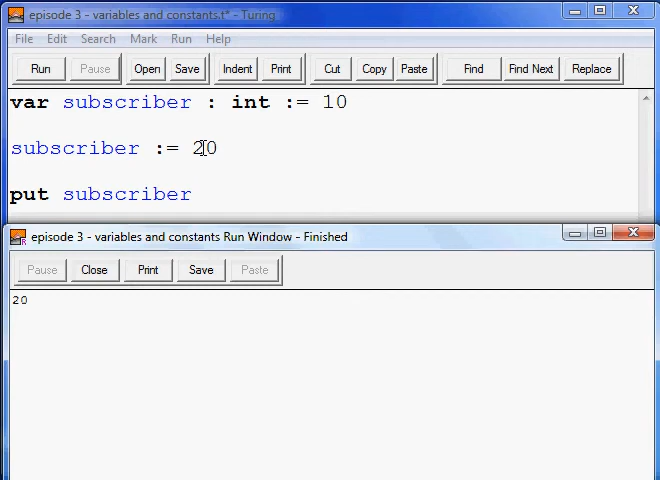 episode 3 - variables and constants.t* - Turing
File Edit Search Mark Run Help
Run Pause Open Save Indent Print Cut Copy Paste Find Find Next Replace
var subscriber : int := 10
subscriber := 20
put subscriber
episode 3 - variables and constants Run Window - Finished
Pause Close Print Save Paste
20